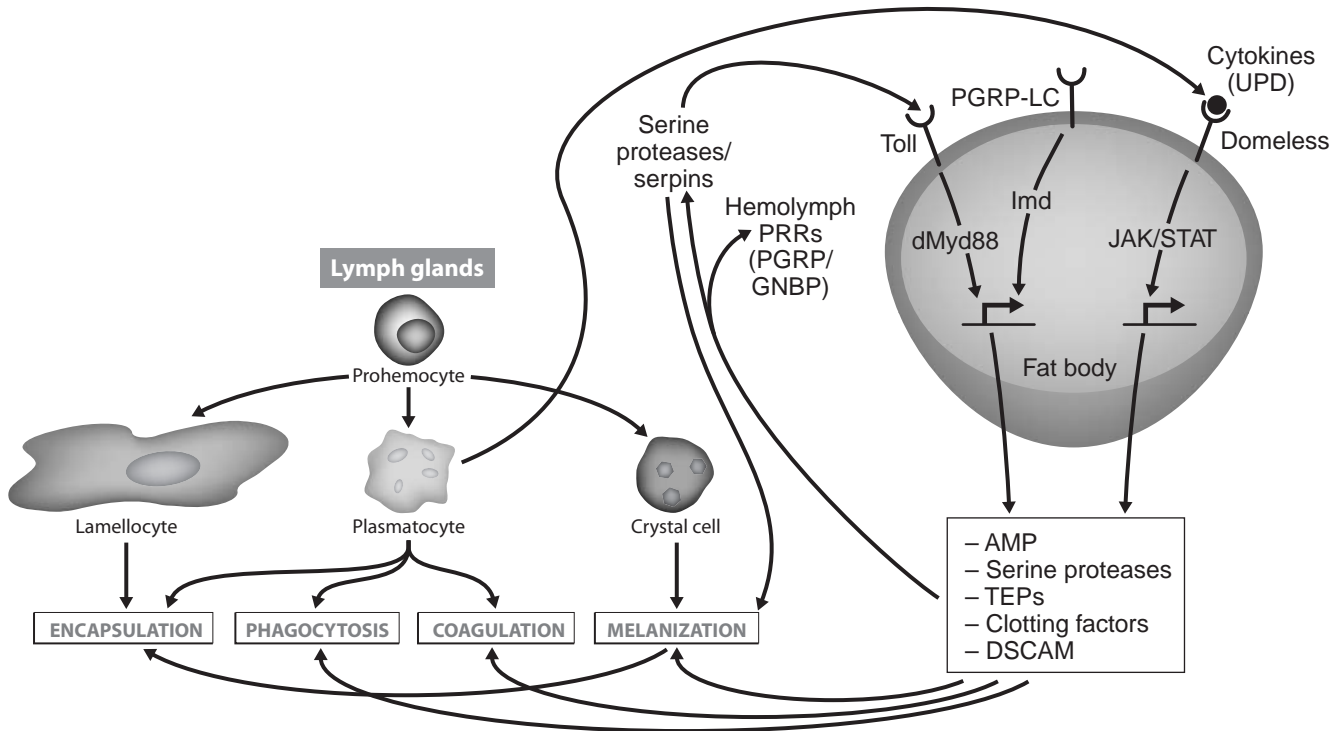 Cytokines
(UPD)
PGRP-LC
Serine
proteases/
serpins
Toll
Domeless
Hemolymph
PRRs
(PGRP/
GNBP)
Imd
dMyd88
JAK/STAT
Lymph glands
Prohemocyte
Fat body
Lamellocyte
Plasmatocyte
Crystal cell
– AMP
– Serine proteases
– TEPs
– Clotting factors
– DSCAM
ENCAPSULATION
PHAGOCYTOSIS
COAGULATION
MELANIZATION